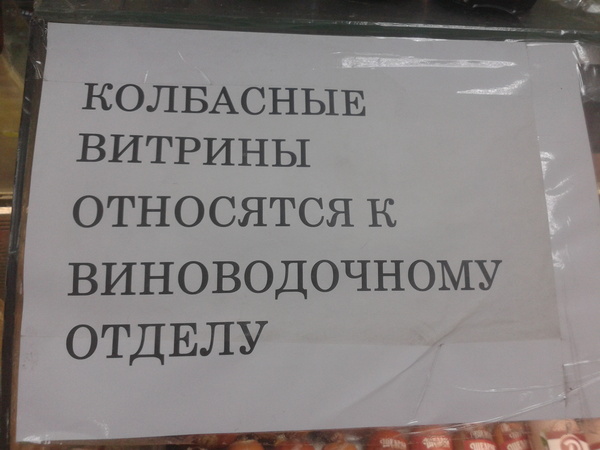 КОЛБАСНЫЕ
ВИТРИНЫ
ОТНОСЯТСЯ К
ВИНОВОДОЧНОМУ
ОТДЕЛУ